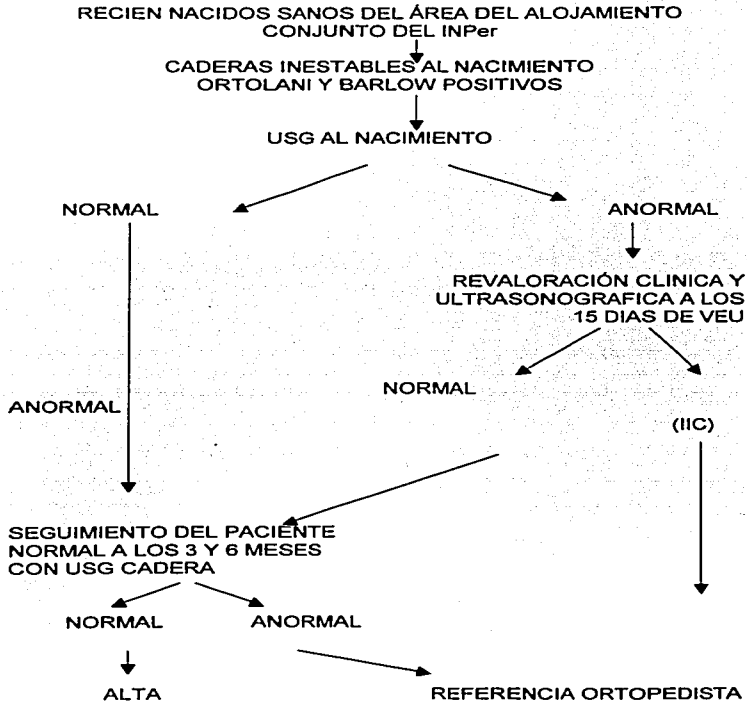 RECIEN NACIDOS SANOS DEL ÁREA DEL ALOJAMIENTO
CONJUNTO DEL INPer
CADERAS INESTABLES AL NACIMIENTO
ORTOLANI Y BARLOW POSITIVOS
USG AL NACIMIENTO
NORMAL
ANORMAL
REVALORACIÓN CLINICA Y
ULTRASONOGRAFICA A LOS
15 DIAS DE VEU
NORMAL
ANORMAL
(IIC)
SEGUIMIENTO DEL PACIENTE
NORMAL A LOS 3 Y 6 MESES
CON USG CADERA
NORMAL
ANORMAL
ALTA
REFERENCIA ORTOPEDISTA